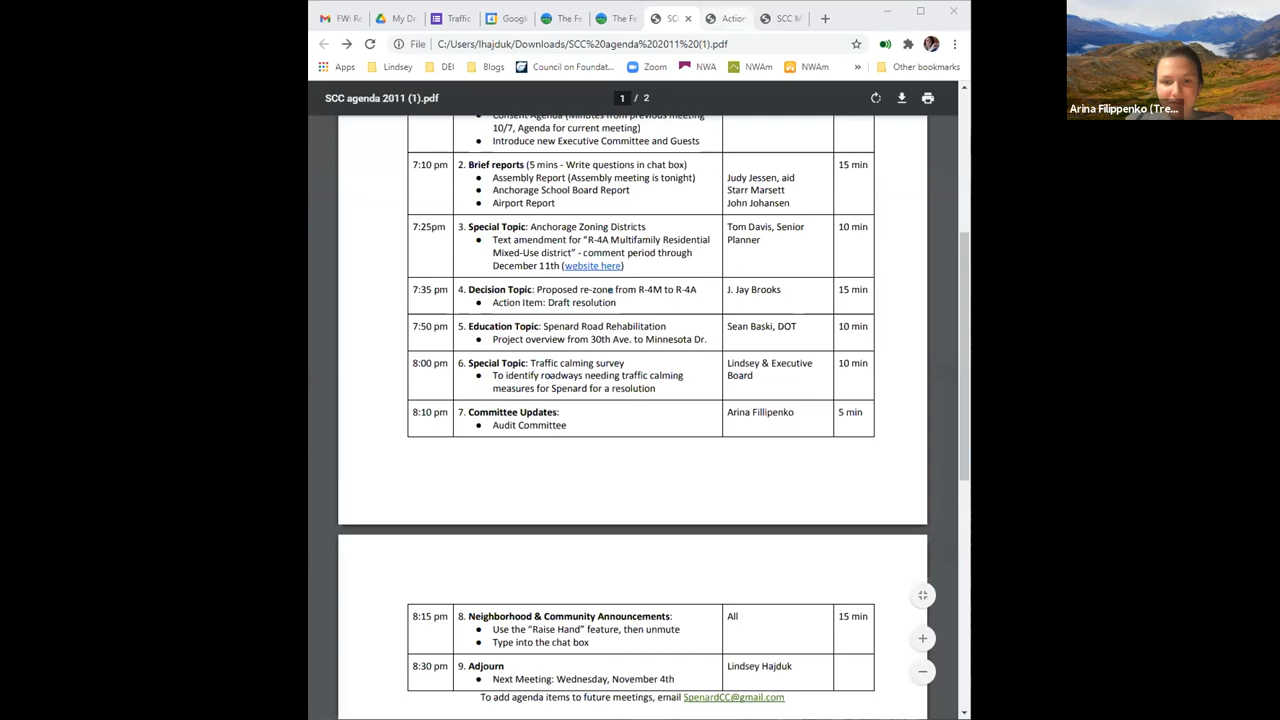 FW: R
My Dr
Traffic
Google
The Fe
The Fe
SCC
Action
SCC M
File C:/Users/lhajduk/Downloads/SCC%20agenda%202011%20(1).pdf
Apps Lindsey DEI Blogs Council on Foundat... Zoom NWA NWAm NWAm » Other bookmarks
SCC agenda 2011 (1).pdf 1 / 2
Arina Filippenko (Tre...
Consent Agenda (Minutes from previous meeting
10/7, Agenda for current meeting)
● Introduce new Executive Committee and Guests
7:10 pm 2. Brief reports (5 mins - Write questions in chat box) 15 min
● Assembly Report (Assembly meeting is tonight) Judy Jessen, aid
● Anchorage School Board Report Starr Marsett
● Airport Report John Johansen
7:25pm 3. Special Topic: Anchorage Zoning Districts Tom Davis, Senior 10 min
● Text amendment for “R-4A Multifamily Residential Planner
Mixed-Use district” - comment period through
December 11th (website here)
7:35 pm 4. Decision Topic: Proposed re-zone from R-4M to R-4A J. Jay Brooks 15 min
● Action Item: Draft resolution
7:50 pm 5. Education Topic: Spenard Road Rehabilitation Sean Baski, DOT 10 min
● Project overview from 30th Ave. to Minnesota Dr.
8:00 pm 6. Special Topic: Traffic calming survey Lindsey & Executive 10 min
● To identify roadways needing traffic calming Board
measures for Spenard for a resolution
8:10 pm 7. Committee Updates: Arina Fillipenko 5 min
● Audit Committee
8:15 pm 8. Neighborhood & Community Announcements: All 15 min
● Use the “Raise Hand” feature, then unmute
● Type into the chat box
8:30 pm 9. Adjourn Lindsey Hajduk
● Next Meeting: Wednesday, November 4th
To add agenda items to future meetings, email SpenardCC@gmail.com